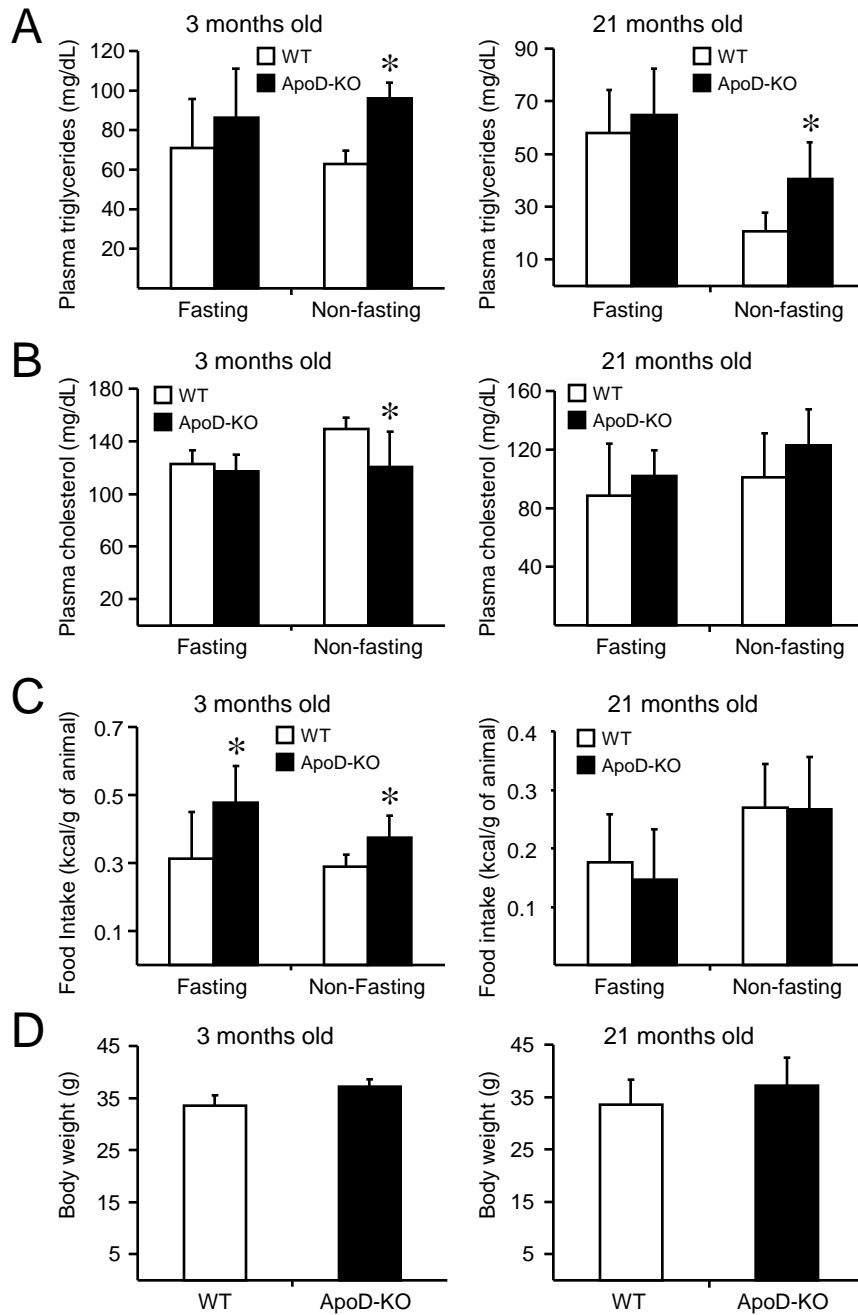 A
3 months old
Plasma triglycerides (mg/dL)
120
100
80
60
40
20
WT
ApoD-KO
*
Fasting
Non-fasting
21 months old
Plasma triglycerides (mg/dL)
90
70
50
30
10
WT
ApoD-KO
*
Fasting
Non-fasting
B
3 months old
Plasma cholesterol (mg/dL)
180
140
100
60
20
WT
ApoD-KO
*
Fasting
Non-fasting
21 months old
Plasma cholesterol (mg/dL)
160
120
80
40
WT
ApoD-KO
Fasting
Non-fasting
C
3 months old
Food Intake (kcal/g of animal)
0.7
0.5
0.3
0.1
WT
ApoD-KO
*
*
Fasting
Non-Fasting
21 months old
Food intake (kcal/g of animal)
0.4
0.3
0.2
0.1
WT
ApoD-KO
Fasting
Non-fasting
D
3 months old
Body weight (g)
45
35
25
15
5
WT
ApoD-KO
21 months old
Body weight (g)
45
35
25
15
5
WT
ApoD-KO